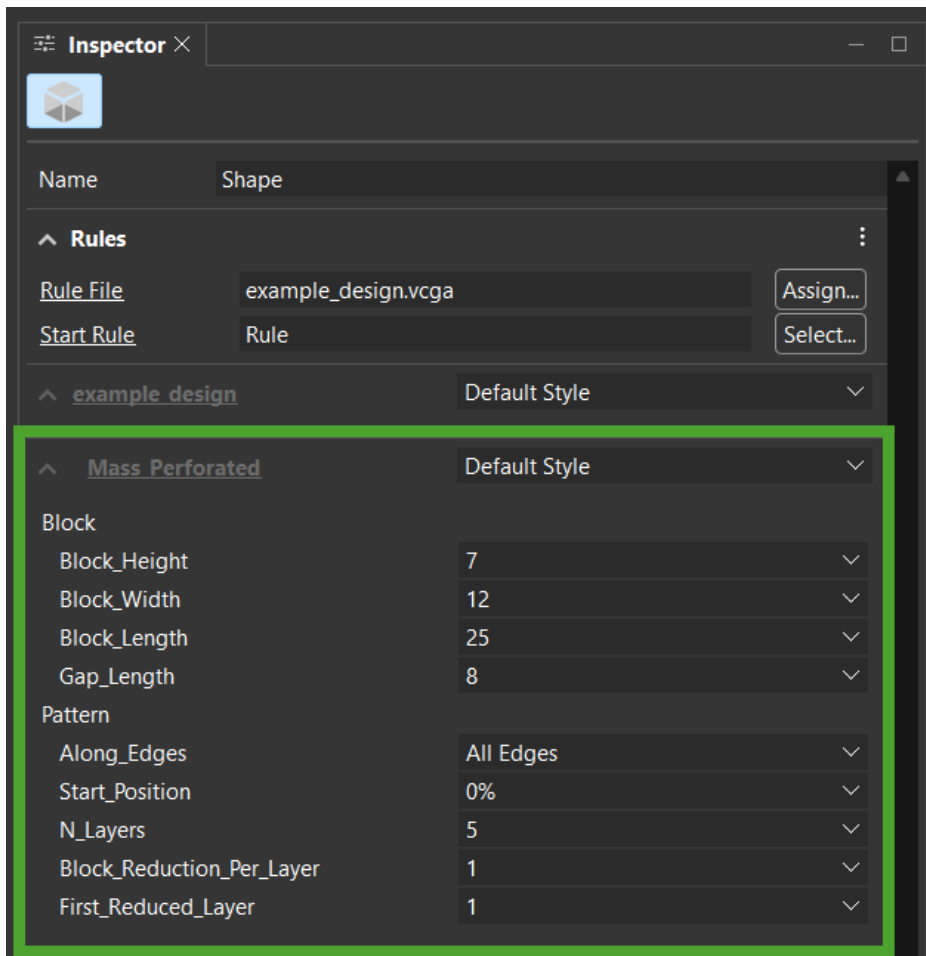 Inspector
Name Shape
Rules
Rule File example_design.vcga Assign...
Start Rule Rule Select...
example_design Default Style
Mass_Perforated Default Style
Block
Block_Height 7
Block_Width 12
Block_Length 25
Gap_Length 8
Pattern
Along_Edges All Edges
Start_Position 0%
N_Layers 5
Block_Reduction_Per_Layer 1
First_Reduced_Layer 1